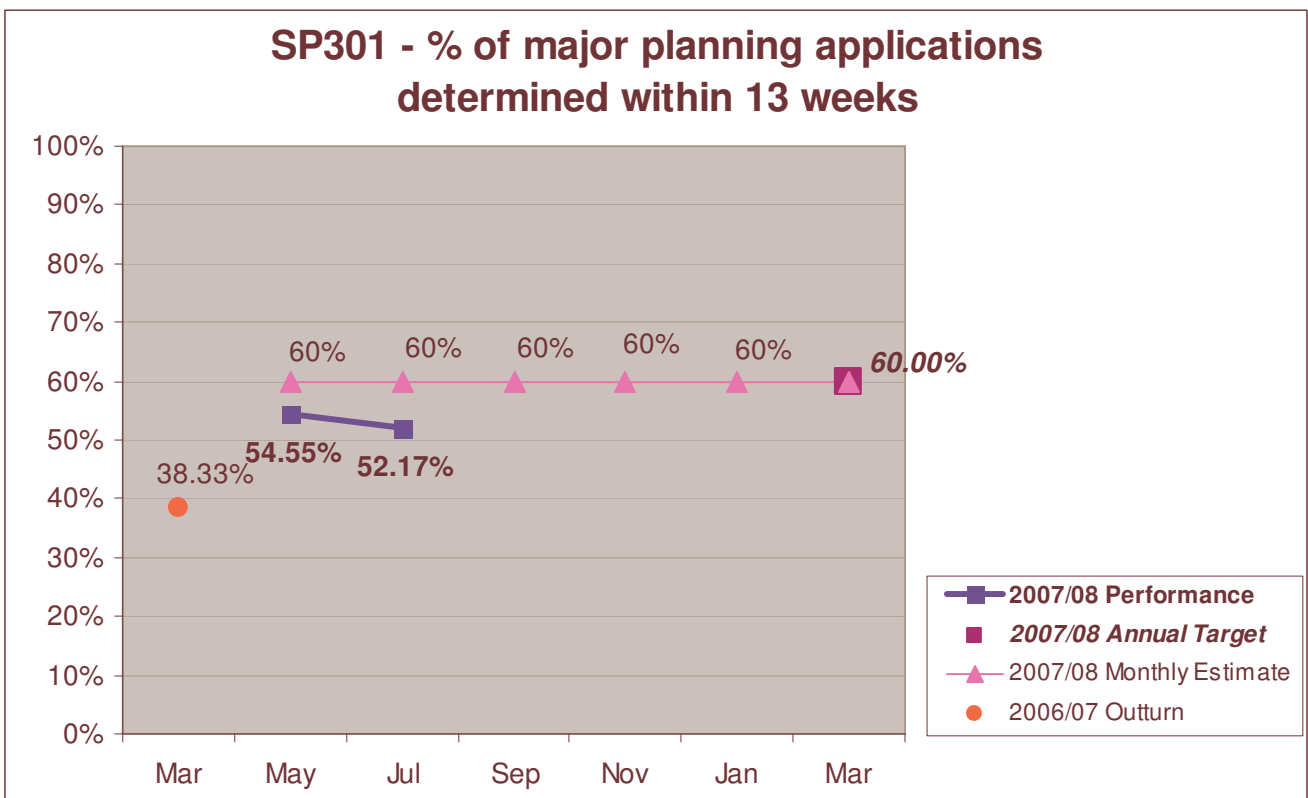 SP301 - % of major planning applications
determined within 13 weeks
100%
90%
80%
70%
60%
50%
40%
30%
20%
10%
0%
60%
60%
60%
60%
60%
60.00%
54.55%
52.17%
38.33%
Mar
May
Jul
Sep
Nov
Jan
Mar
2007/08 Performance
2007/08 Annual Target
2007/08 Monthly Estimate
2006/07 Outturn